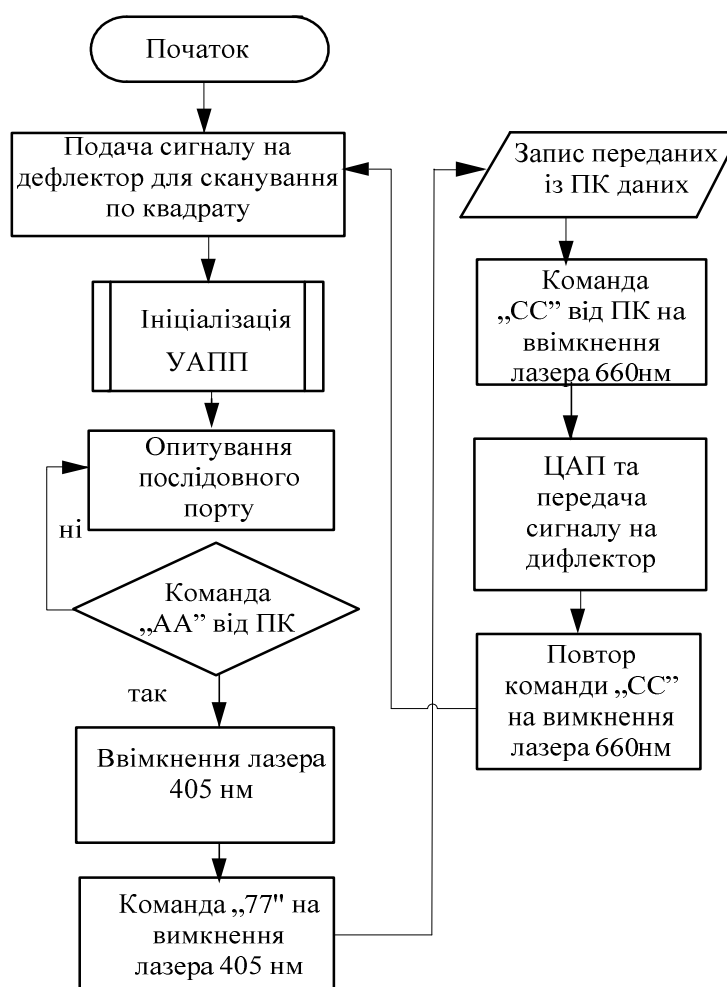 Початок
Подача сигналу на
дефлектор для сканування
по квадрату
Ініціалізація
УАПП
Опитування
послідовного
порту
ні
Команда
„АА” від ПК
так
Ввімкнення лазера
405 нм
Команда „77" на
вимкнення
лазера 405 нм
Запис переданих
із ПК даних
Команда
„СС” від ПК на
ввімкнення
лазера 660нм
ЦАП та
передача
сигналу на
дифлектор
Повтор
команди „СС”
на вимкнення
лазера 660нм